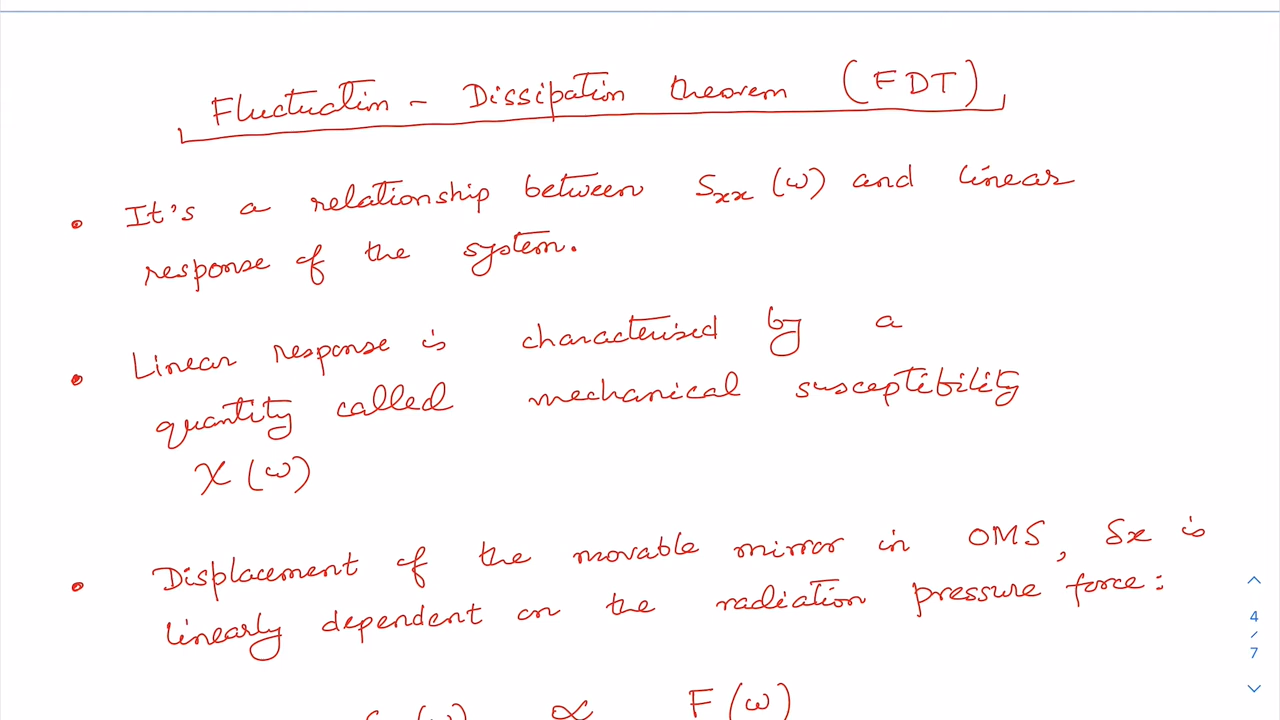 Fluctuation - Dissipation theorem (FDT)
• It's a relationship between Sxx (ω) and linear
response of the system.
• Linear response is characterised by a
quantity called mechanical susceptibility
χ (ω)
• Displacement of the movable mirror in OMS, δx is
linearly dependent on the radiation pressure force:
(ω) ∝ F(ω)
4
/
7